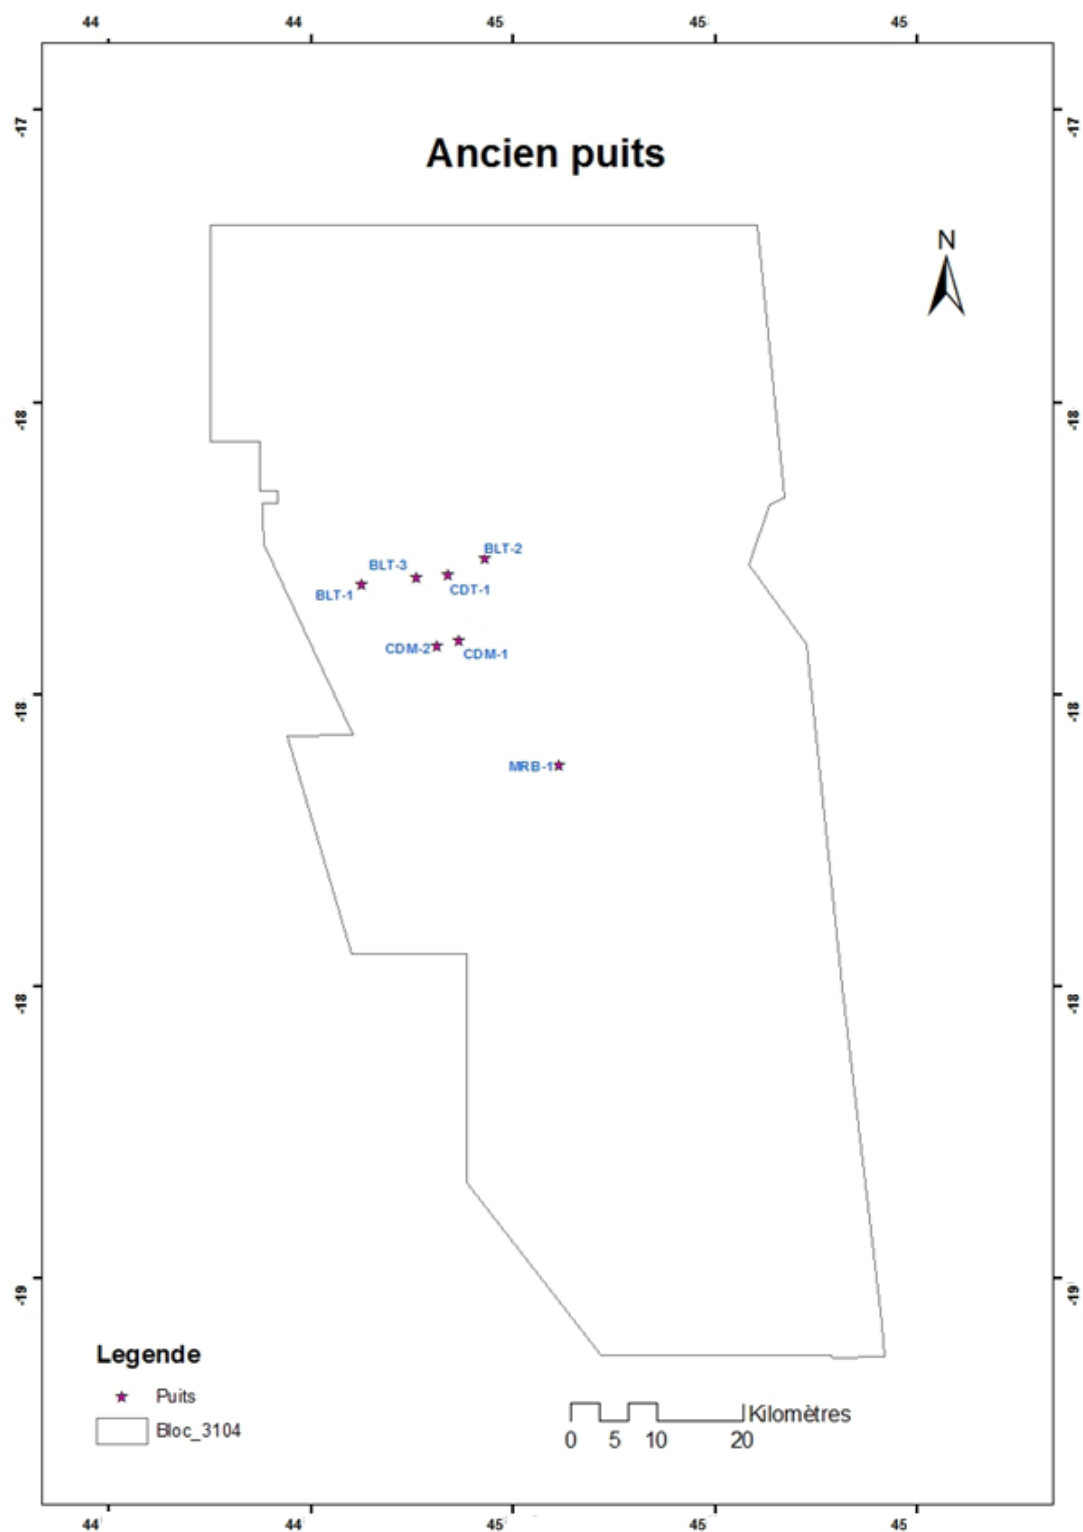 44 44 45 45 45
-17 -17
Ancien puits
N
-18 -18
BLT-2
BLT-3
CDT-1
BLT-1
CDM-2
CDM-1
-18 -18
MRB-1
-18 -18
-19 -19
Legende
Puits
Bloc_3104
Kilomètres
0 5 10 20
44 44 45 45 45